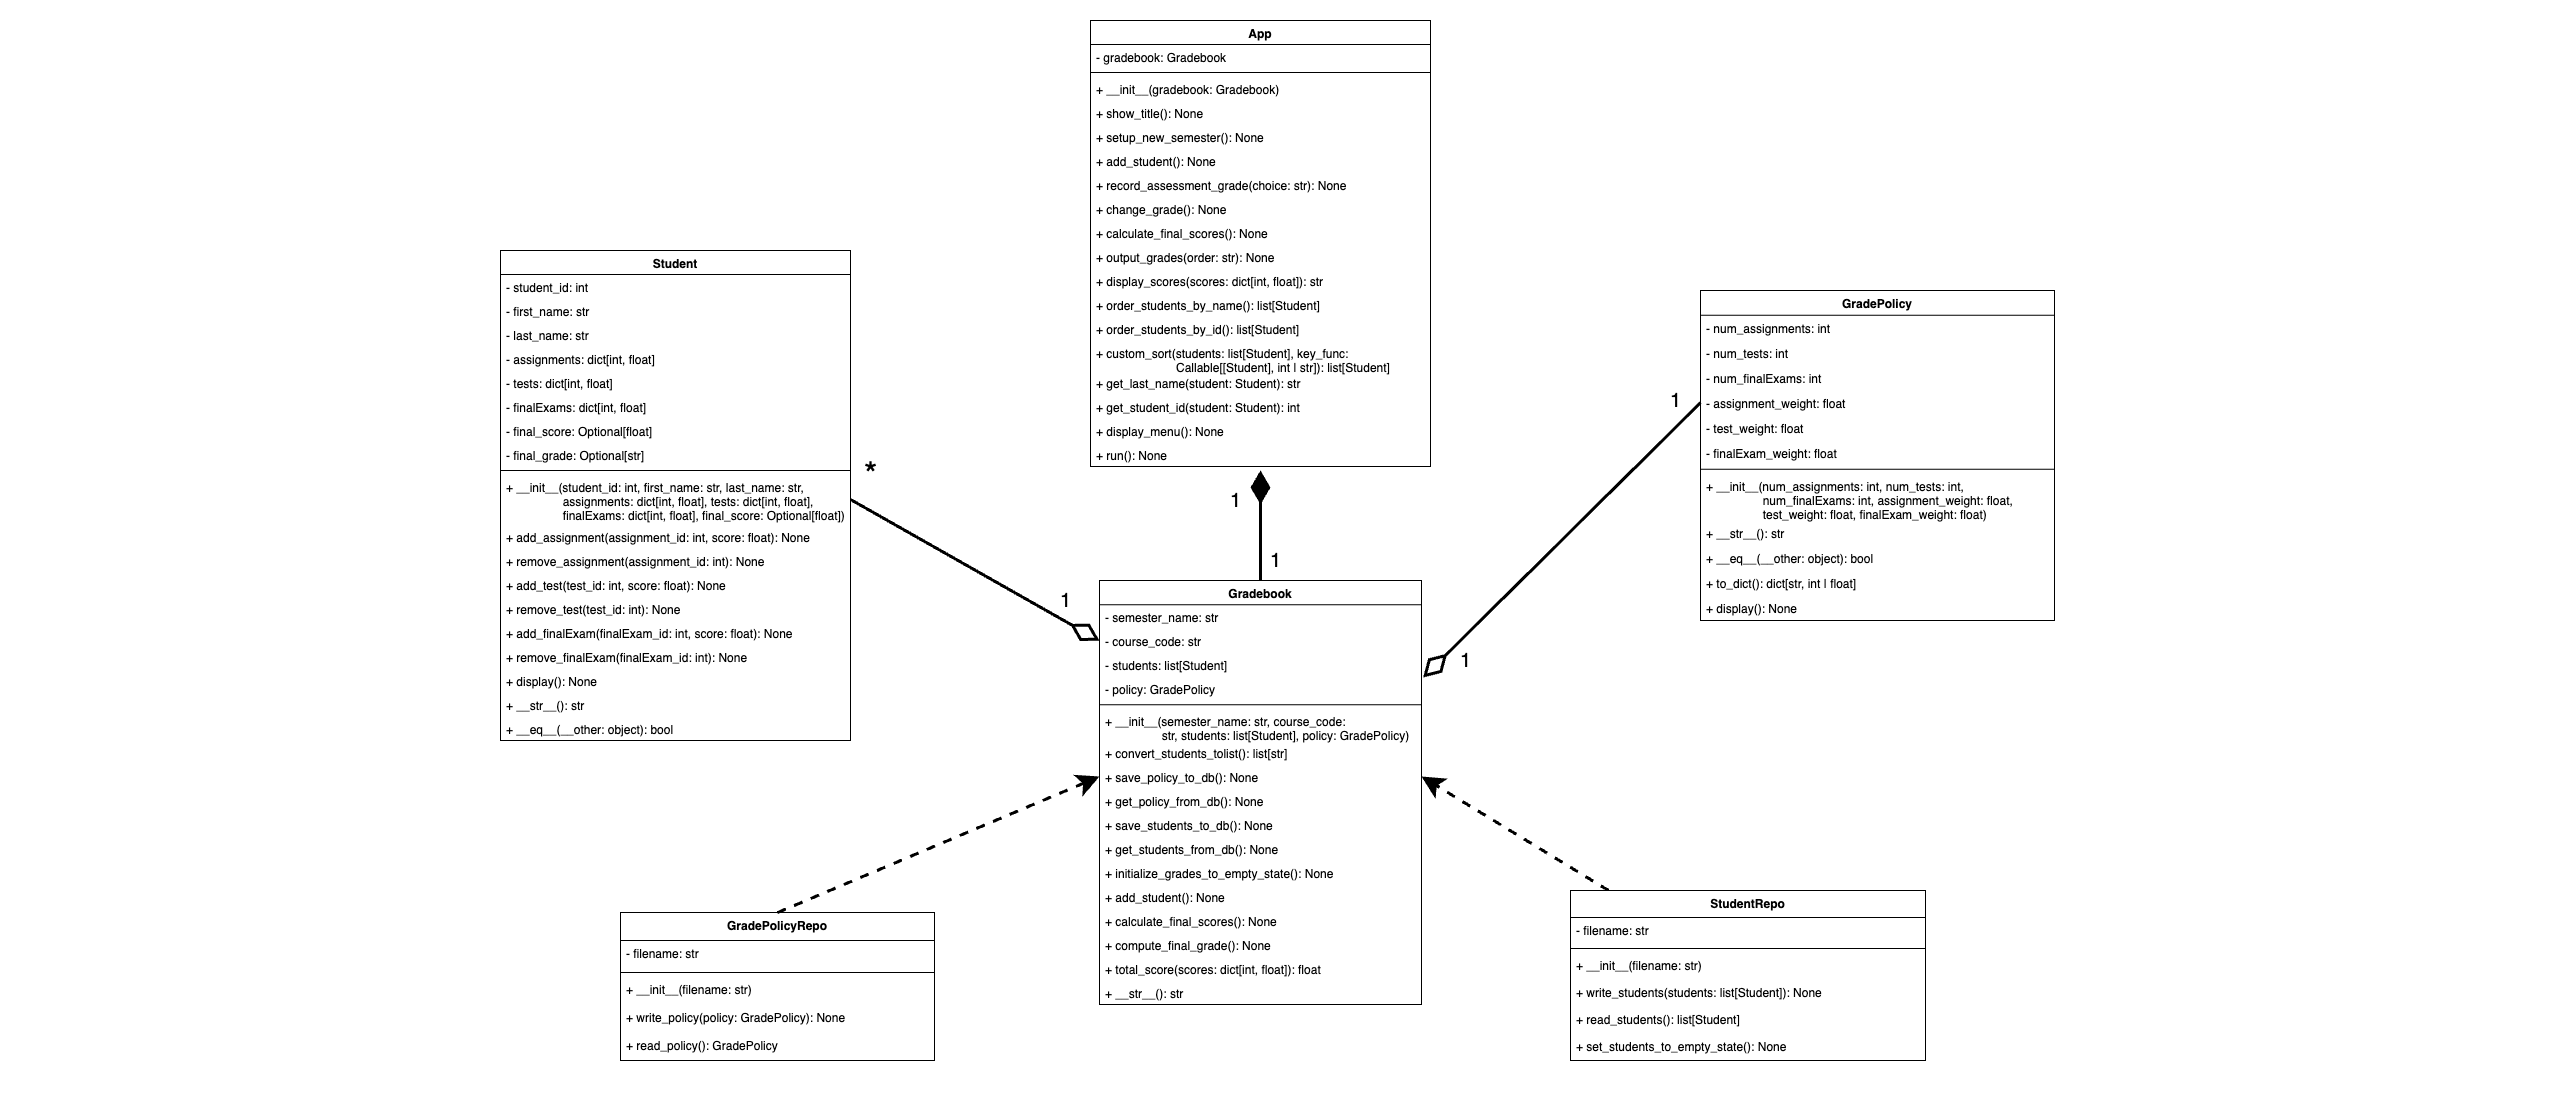 App
- gradebook: Gradebook
+ __init__(gradebook: Gradebook)
+ show_title(): None
+ setup_new_semester(): None
+ add_student(): None
+ record_assessment_grade(choice: str): None
+ change_grade(): None
+ calculate_final_scores(): None
+ output_grades(order: str): None
+ display_scores(scores: dict[int, float]): str
+ order_students_by_name(): list[Student]
+ order_students_by_id(): list[Student]
+ custom_sort(students: list[Student], key_func:
Callable[[Student], int | str]): list[Student]
+ get_last_name(student: Student): str
+ get_student_id(student: Student): int
+ display_menu(): None
+ run(): None
Student
- student_id: int
- first_name: str
- last_name: str
- assignments: dict[int, float]
- tests: dict[int, float]
- finalExams: dict[int, float]
- final_score: Optional[float]
- final_grade: Optional[str]
+ __init__(student_id: int, first_name: str, last_name: str,
assignments: dict[int, float], tests: dict[int, float],
finalExams: dict[int, float], final_score: Optional[float])
+ add_assignment(assignment_id: int, score: float): None
+ remove_assignment(assignment_id: int): None
+ add_test(test_id: int, score: float): None
+ remove_test(test_id: int): None
+ add_finalExam(finalExam_id: int, score: float): None
+ remove_finalExam(finalExam_id: int): None
+ display(): None
+ __str__(): str
+ __eq__(__other: object): bool
*
1
1
1
1
1
GradePolicy
- num_assignments: int
- num_tests: int
- num_finalExams: int
- assignment_weight: float
- test_weight: float
- finalExam_weight: float
+ __init__(num_assignments: int, num_tests: int,
num_finalExams: int, assignment_weight: float,
test_weight: float, finalExam_weight: float)
+ __str__(): str
+ __eq__(__other: object): bool
+ to_dict(): dict[str, int | float]
+ display(): None
Gradebook
- semester_name: str
- course_code: str
- students: list[Student]
- policy: GradePolicy
+ __init__(semester_name: str, course_code:
str, students: list[Student], policy: GradePolicy)
+ convert_students_tolist(): list[str]
+ save_policy_to_db(): None
+ get_policy_from_db(): None
+ save_students_to_db(): None
+ get_students_from_db(): None
+ initialize_grades_to_empty_state(): None
+ add_student(): None
+ calculate_final_scores(): None
+ compute_final_grade(): None
+ total_score(scores: dict[int, float]): float
+ __str__(): str
GradePolicyRepo
- filename: str
+ __init__(filename: str)
+ write_policy(policy: GradePolicy): None
+ read_policy(): GradePolicy
StudentRepo
- filename: str
+ __init__(filename: str)
+ write_students(students: list[Student]): None
+ read_students(): list[Student]
+ set_students_to_empty_state(): None